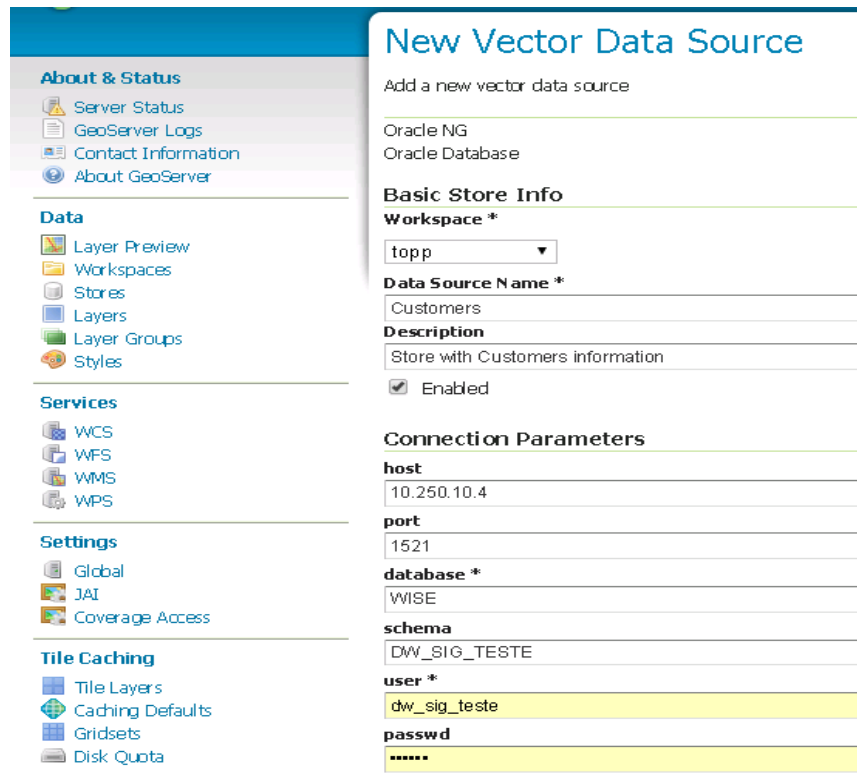 About & Status
Server Status
GeoServer Logs
Contact Information
About GeoServer
Data
Layer Preview
Workspaces
Stores
Layers
Layer Groups
Styles
Services
WCS
WFS
WMS
WPS
Settings
Global
JAI
Coverage Access
Tile Caching
Tile Layers
Caching Defaults
Gridsets
Disk Quota
New Vector Data Source
Add a new vector data source
Oracle NG
Oracle Database
Basic Store Info
Workspace *
topp
Data Source Name *
Customers
Description
Store with Customers information
Enabled
Connection Parameters
host
10.250.10.4
port
1521
database *
WISE
schema
DW_SIG_TESTE
user *
dw_sig_teste
passwd
••••••